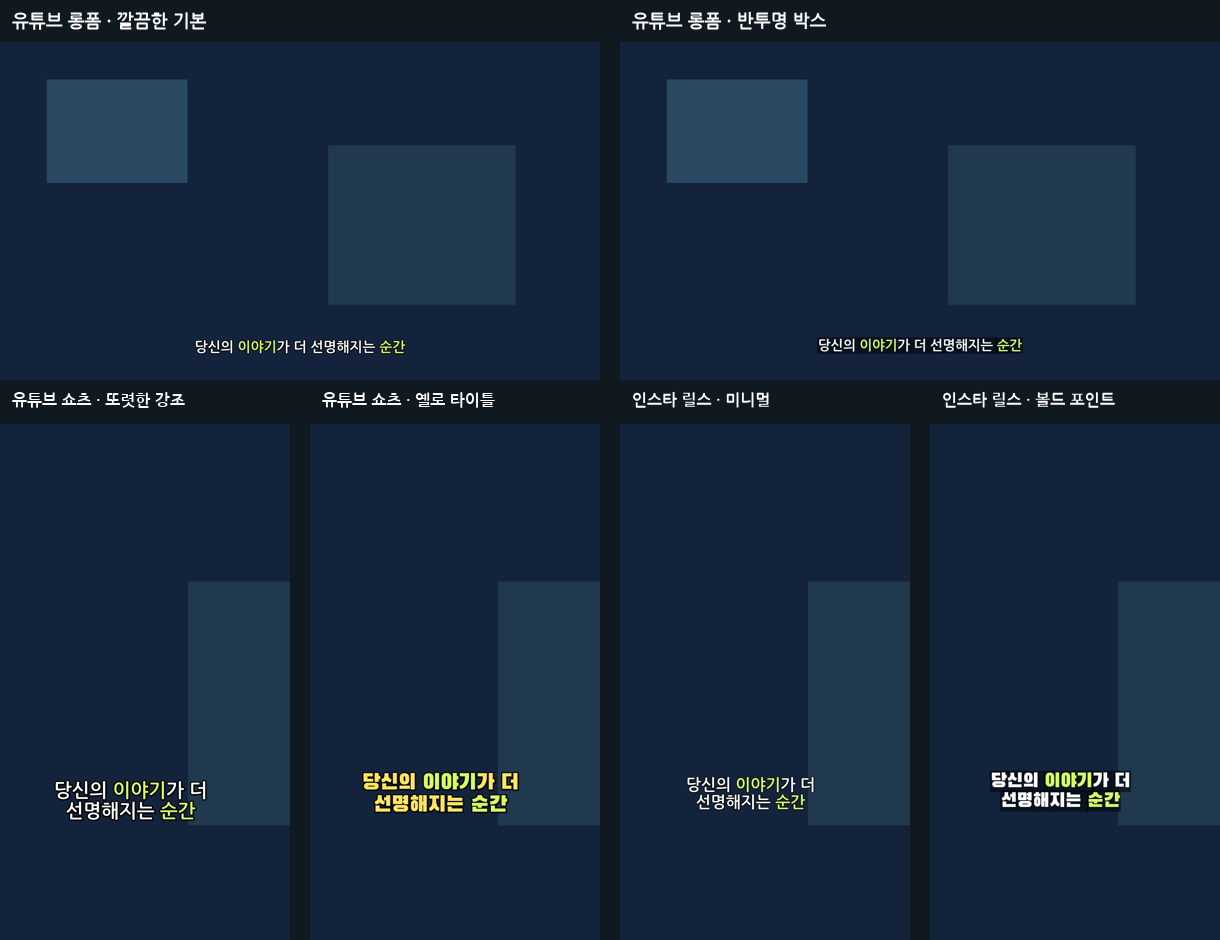 유튜브 롱폼 · 깔끔한 기본
유튜브 롱폼 · 반투명 박스
당신의 이야기가 더 선명해지는 순간
당신의 이야기가 더 선명해지는 순간
유튜브 쇼츠 · 또렷한 강조
유튜브 쇼츠 · 옐로 타이틀
인스타 릴스 · 미니멀
인스타 릴스 · 볼드 포인트
당신의 이야기가 더
선명해지는 순간
당신의 이야기가 더
선명해지는 순간
당신의 이야기가 더
선명해지는 순간
당신의 이야기가 더
선명해지는 순간